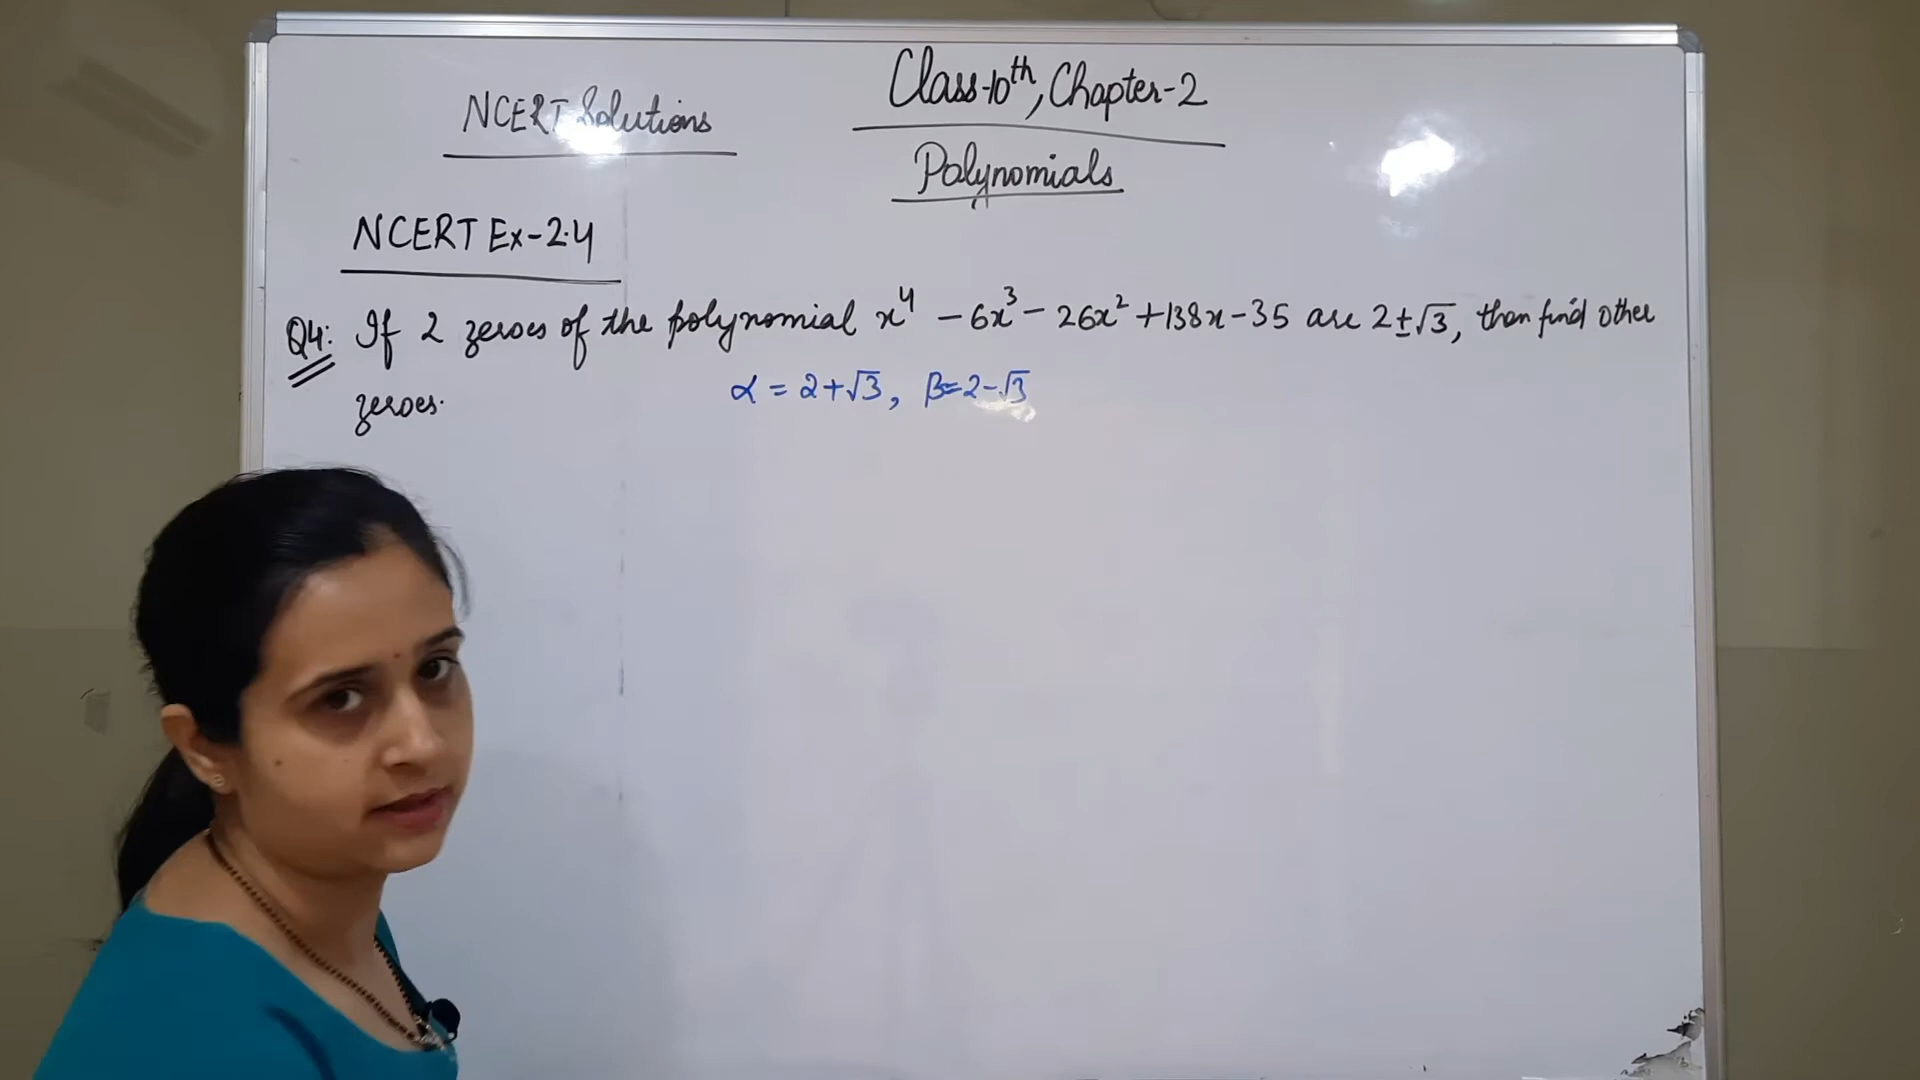 NCERT Solutions
Class-10th, Chapter-2
Polynomials
NCERT Ex-2.4
Q4: If 2 zeroes of the polynomial x⁴ - 6x³ - 26x² + 138x - 35 are 2±√3, then find other
zeroes.
α = 2+√3, β=2-√3